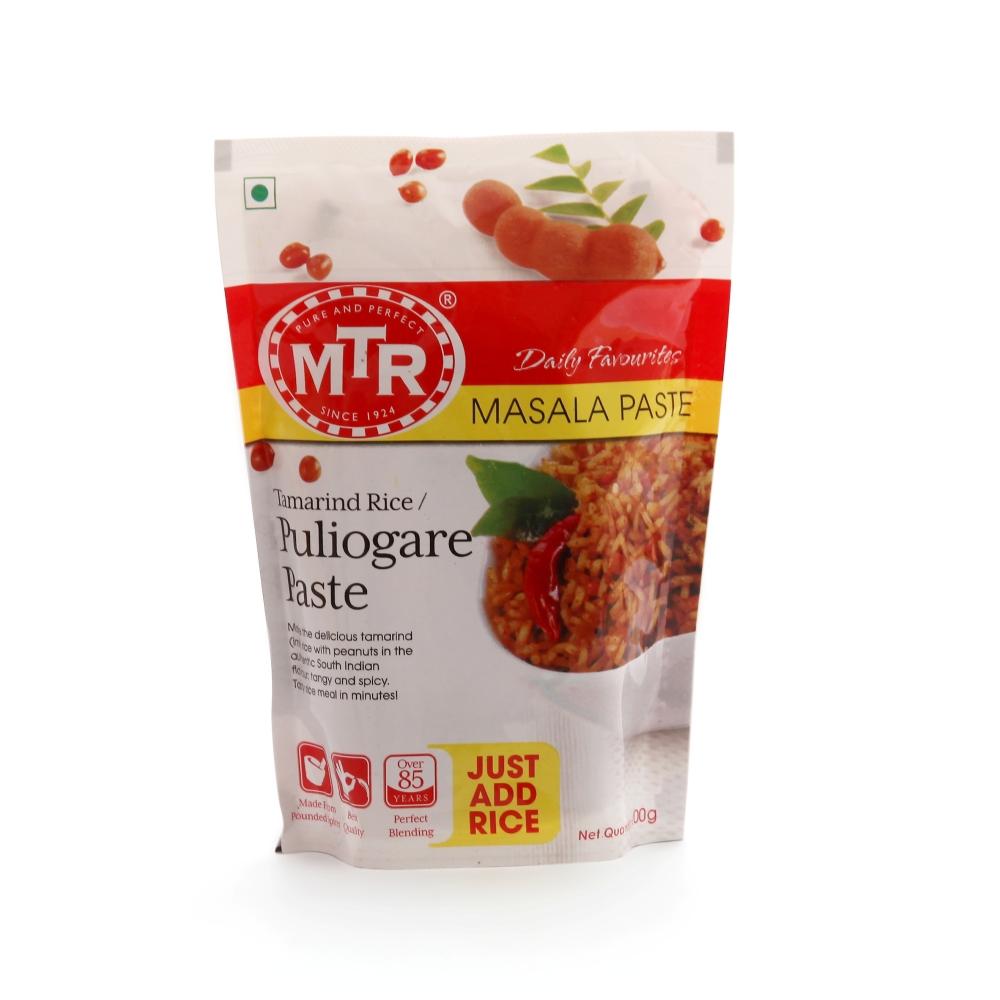 PURE AND PERFECT
MTR
®
SINCE 1924
Daily Favourites
MASALA PASTE
Tamarind Rice /
Puliogare
Paste
the delicious tamarind
rice with peanuts in the
South Indian
tangy and spicy.
rice meal in minutes!
Made From
Pounded
Best
Quality
Over
85
YEARS
Perfect
Blending
JUST
ADD
RICE
Net